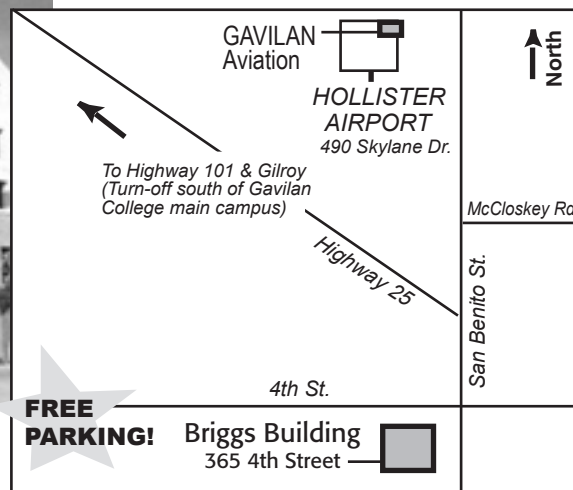 GAVILAN
Aviation
HOLLISTER
AIRPORT
490 Skylane Dr.
North
To Highway 101 & Gilroy
(Turn-off south of Gavilan
College main campus)
McCloskey Rd
Highway 25
San Benito St.
4th St.
FREE
PARKING!
Briggs Building
365 4th Street